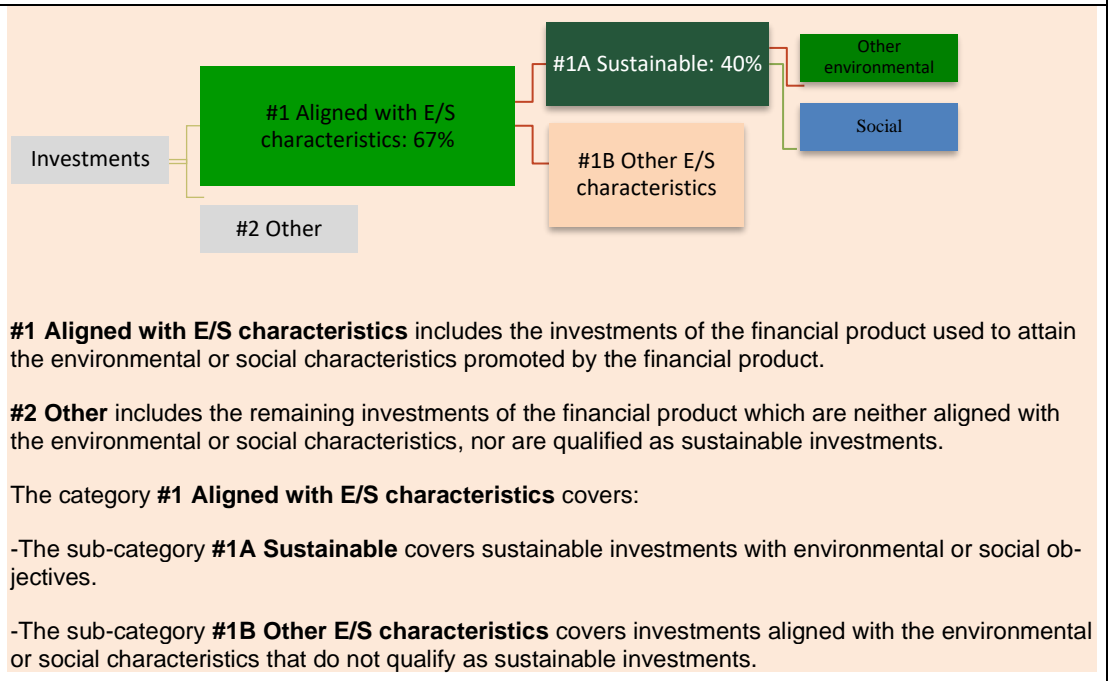 Investments
#1 Aligned with E/S
characteristics: 67%
#2 Other
#1A Sustainable: 40%
#1B Other E/S
characteristics
Other
environmental
Social
#1 Aligned with E/S characteristics includes the investments of the financial product used to attain
the environmental or social characteristics promoted by the financial product.
#2 Other includes the remaining investments of the financial product which are neither aligned with
the environmental or social characteristics, nor are qualified as sustainable investments.
The category #1 Aligned with E/S characteristics covers:
-The sub-category #1A Sustainable covers sustainable investments with environmental or social ob-
jectives.
-The sub-category #1B Other E/S characteristics covers investments aligned with the environmental
or social characteristics that do not qualify as sustainable investments.